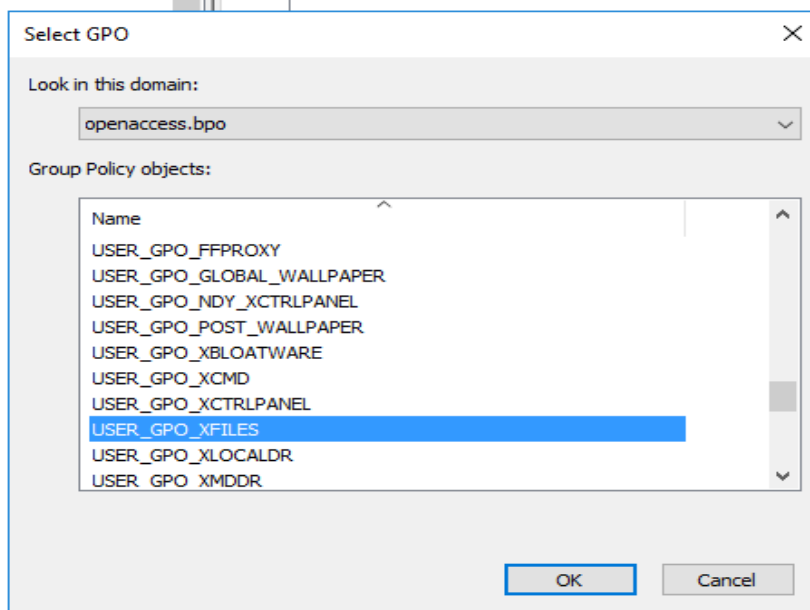 Select GPO
Look in this domain:
openaccess.bpo
Group Policy objects:
Name
USER_GPO_FFPROXY
USER_GPO_GLOBAL_WALLPAPER
USER_GPO_NDY_XCTRLPANEL
USER_GPO_POST_WALLPAPER
USER_GPO_XBLOATWARE
USER_GPO_XCMD
USER_GPO_XCTRLPANEL
USER_GPO_XFILES
USER_GPO_XLOCALDR
USER_GPO_XMDDR
OK Cancel